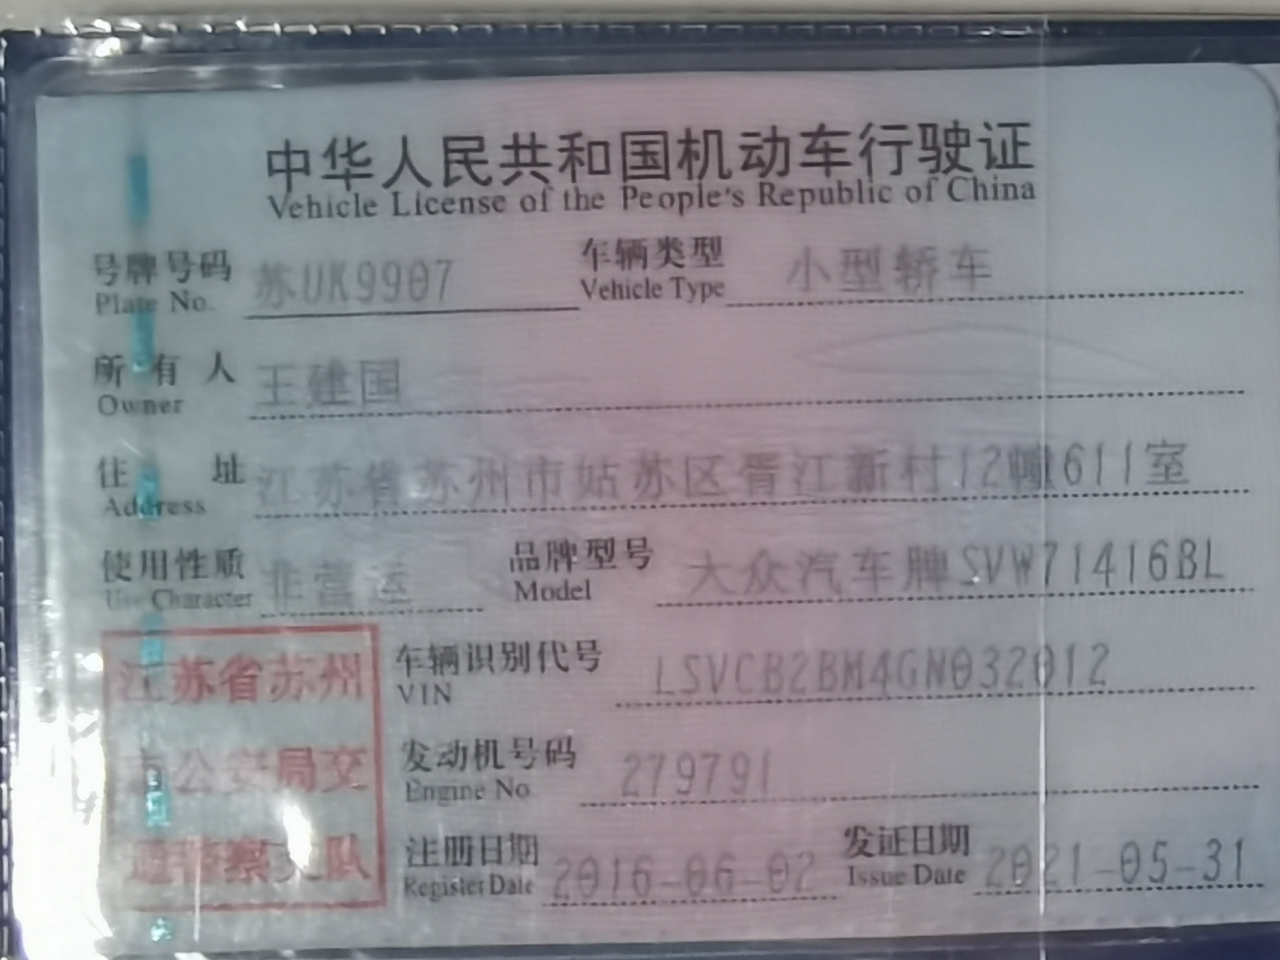 中华人民共和国机动车行驶证
Vehicle License of the People's Republic of China
号牌号码 苏UK9907 车辆类型 小型轿车
Plate No. Vehicle Type
所有人 王建国
Owner
住址 江苏省苏州市姑苏区胥江新村12幢611室
Address
使用性质 非营运 品牌型号 大众汽车牌SVW71416BL
Use Character Model
江苏省苏州
市公安局交
通警察支队
车辆识别代号 LSVCB2BM4GN032012
VIN
发动机号码 279791
Engine No.
注册日期 2016-06-02 发证日期 2021-05-31
Register Date Issue Date